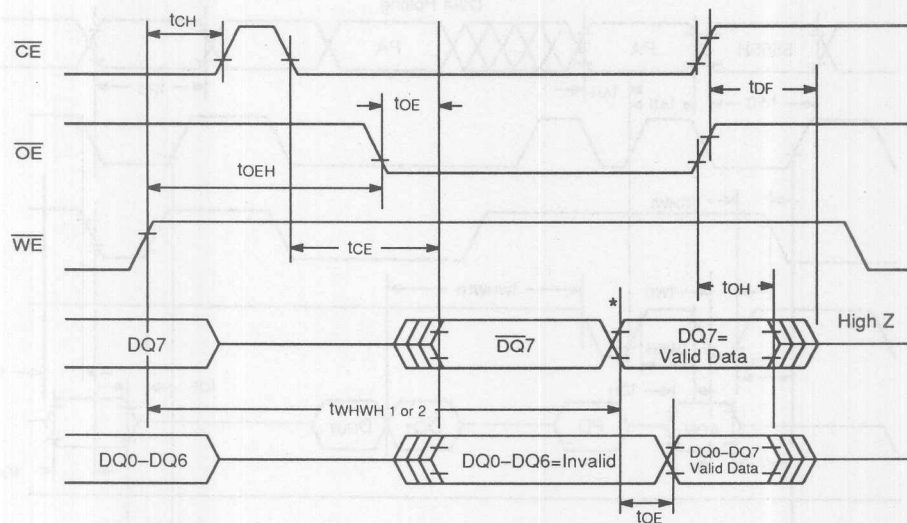 tCH
CE
tOE
tDF
OE
tOEH
WE
tCE
tOH
*
High Z
DQ7
DQ7
DQ7=
Valid Data
tWHWH 1 or 2
DQ0–DQ6
DQ0–DQ6=Invalid
DQ0–DQ7
Valid Data
tOE